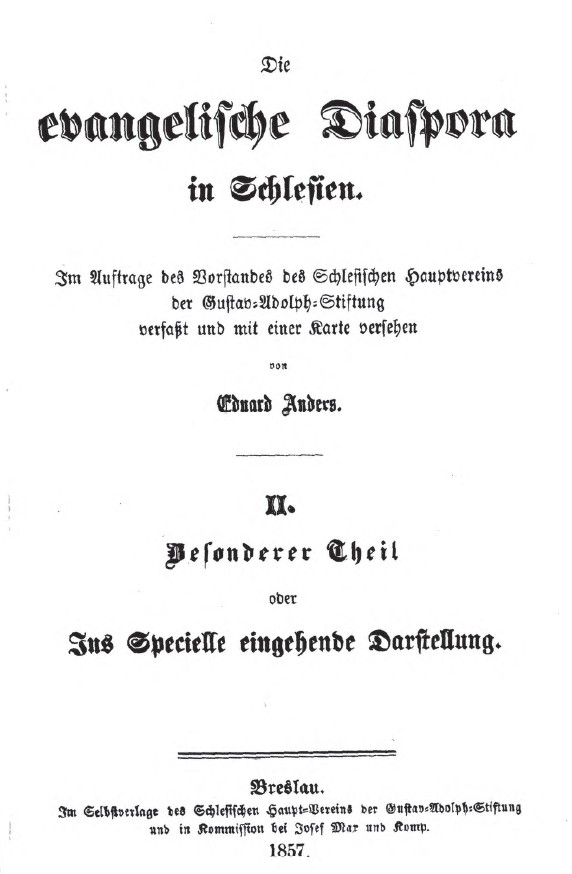 Die
evangelische Diaspora
in Schlesien.
Im Auftrage des Vorstandes des Schlesischen Hauptvereins
der Gustav-Adolph-Stiftung
verfaßt und mit einer Karte versehen
von
Eduard Anders.
II.
Besonderer Theil
oder
Ins Specielle eingehende Darstellung.
Breslau.
Im Selbstverlage des Schlesischen Haupt-Vereins der Gustav-Adolph-Stiftung
und in Kommission bei Josef Max und Komp.
1857.